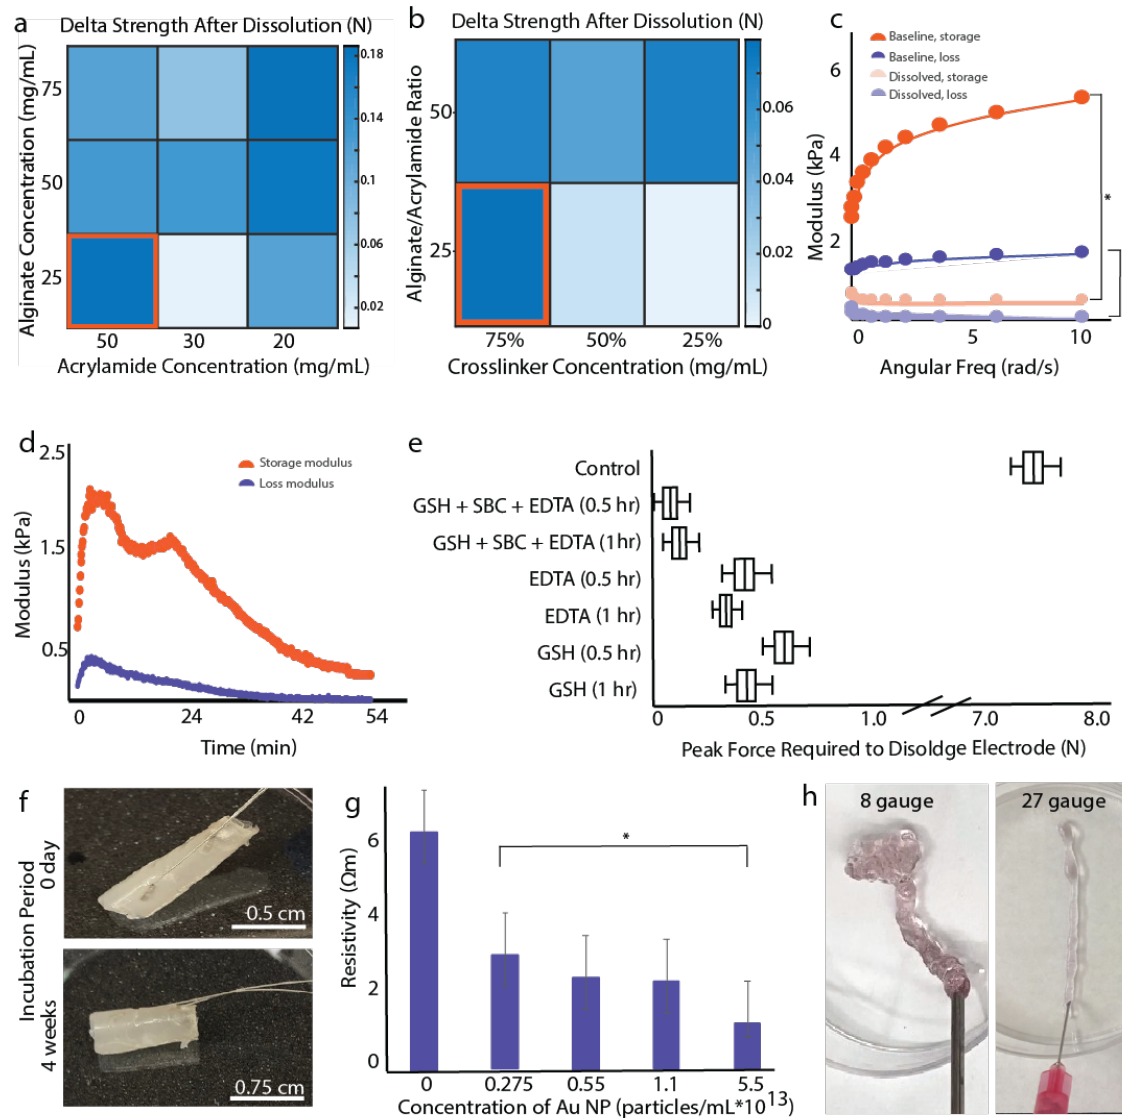 a
Delta Strength After Dissolution (N)
Alginate Concentration (mg/mL)
75
50
25
50
30
20
Acrylamide Concentration (mg/mL)
0.18
0.14
0.1
0.06
0.02
b
Delta Strength After Dissolution (N)
Alginate/Acrylamide Ratio
50
25
75%
50%
25%
Crosslinker Concentration (mg/mL)
0.06
0.04
0.02
0
c
Baseline, storage
Baseline, loss
Dissolved, storage
Dissolved, loss
Modulus (kPa)
6
4
2
*
0
5
10
Angular Freq (rad/s)
d
Modulus (kPa)
2.5
1.5
0.5
Storage modulus
Loss modulus
0
24
42
54
Time (min)
e
Control
GSH + SBC + EDTA (0.5 hr)
GSH + SBC + EDTA (1hr)
EDTA (0.5 hr)
EDTA (1 hr)
GSH (0.5 hr)
GSH (1 hr)
0
0.5
1.0
7.0
8.0
Peak Force Required to Disoldge Electrode (N)
f
Incubation Period
0 day
4 weeks
0.5 cm
0.75 cm
g
Resistivity (Ωm)
6
4
2
0
*
0
0.275
0.55
1.1
5.5
Concentration of Au NP (particles/mL*10^13)
h
8 gauge
27 gauge